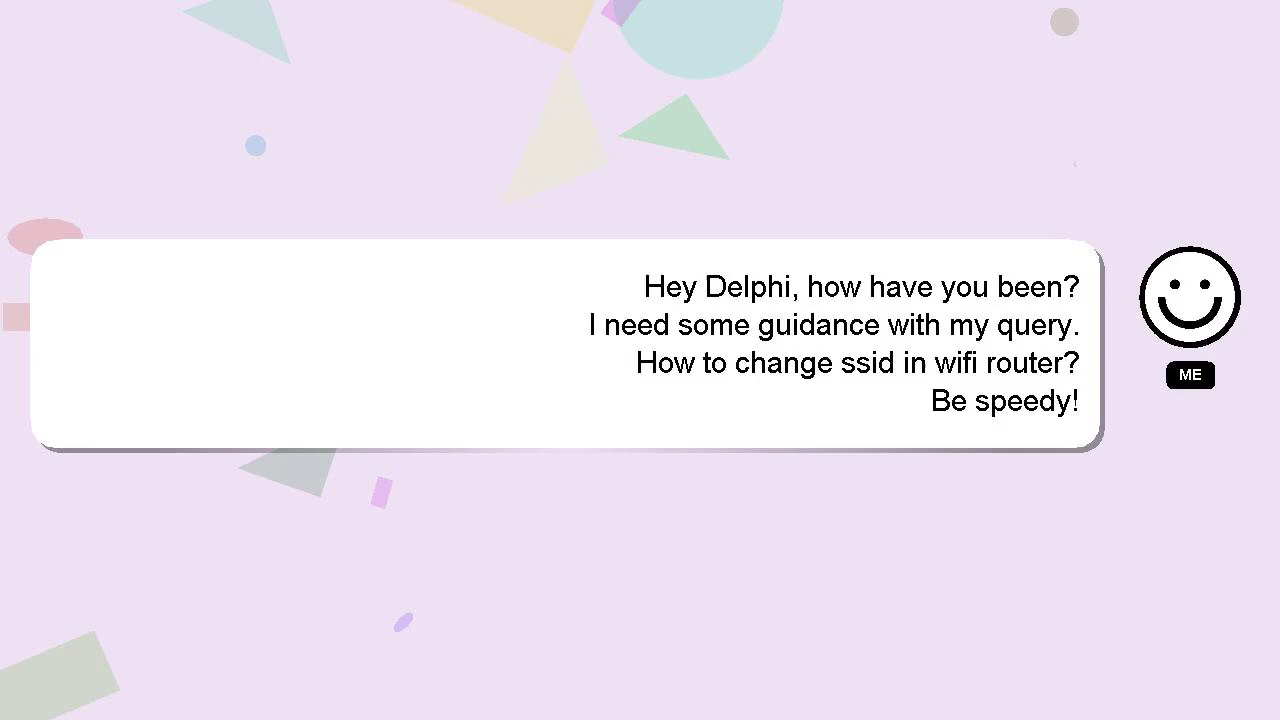 Hey Delphi, how have you been?
I need some guidance with my query.
How to change ssid in wifi router?
Be speedy!
ME